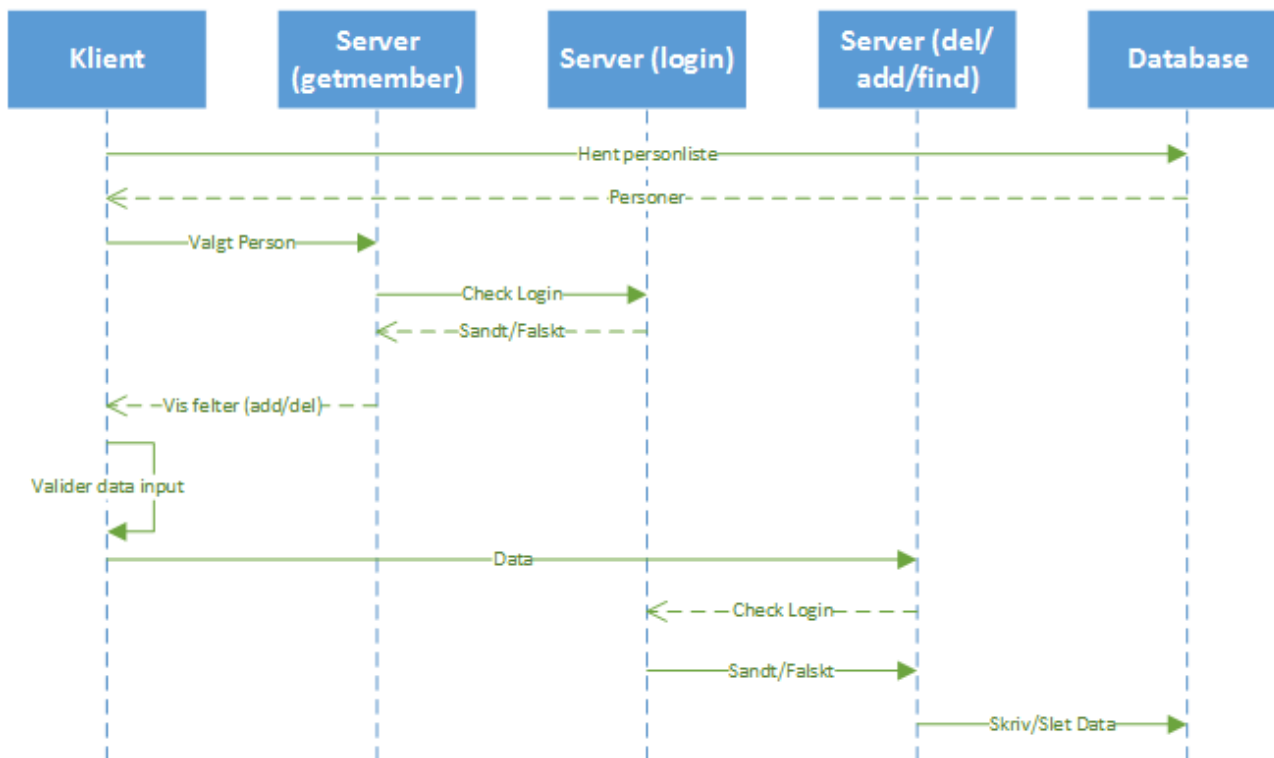 Klient
Server
(getmember)
Server (login)
Server (del/
add/find)
Database
Hent personliste
Personer
Valgt Person
Check Login
Sandt/Falskt
Vis felter (add/del)
Valider data input
Data
Check Login
Sandt/Falskt
Skriv/Slet Data